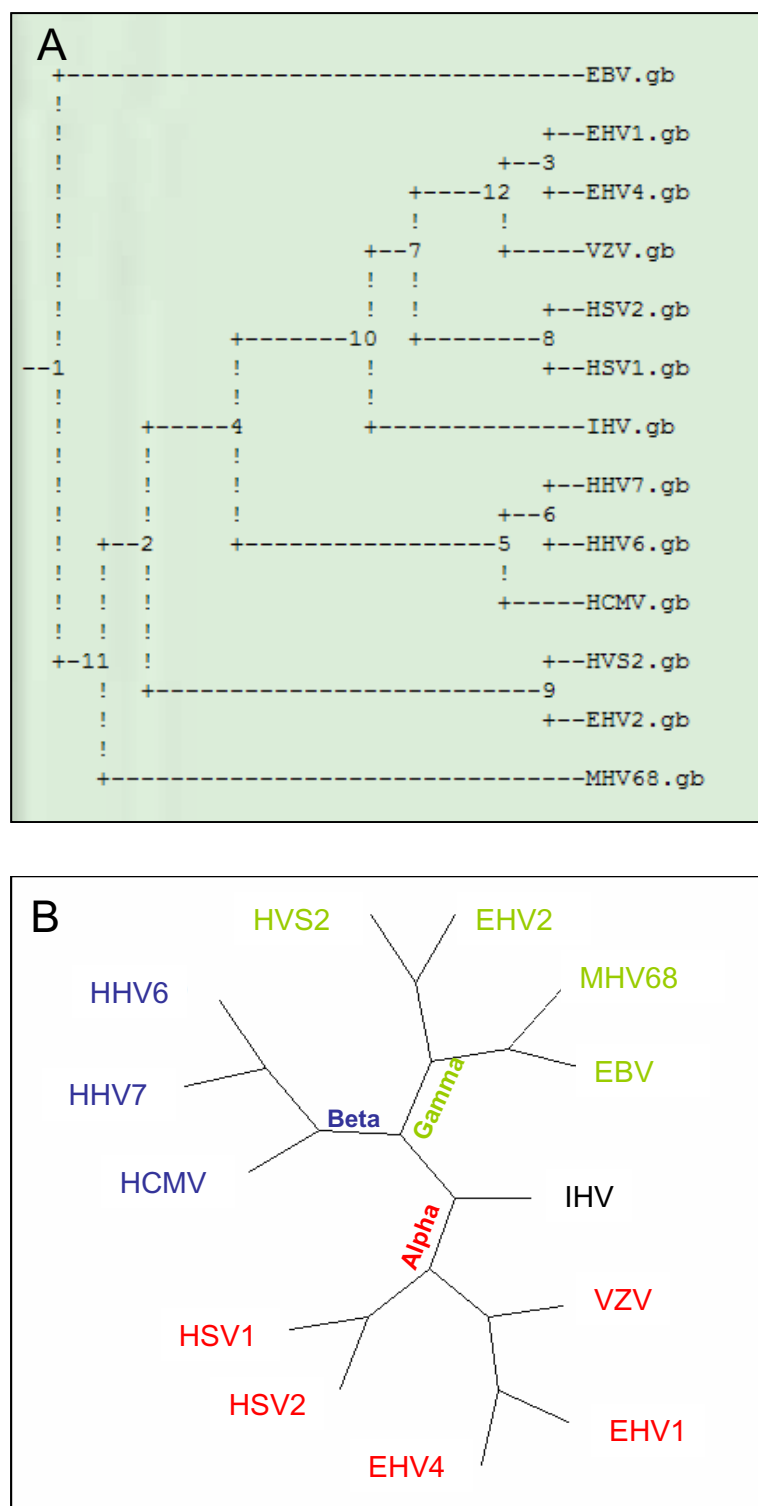 A
+-----------------------------------EBV.gb
!
! +--EHV1.gb
! +--3
! +----12 +--EHV4.gb
! ! !
! +--7 +-----VZV.gb
! ! !
! ! ! +--HSV2.gb
! +-------10 +--------8
--1 ! ! +--HSV1.gb
! ! !
! +-----4 +--------------IHV.gb
! ! !
! ! ! +--HHV7.gb
! ! ! +--6
! +--2 +-----------------5 +--HHV6.gb
! ! ! !
! ! ! +-----HCMV.gb
! ! !
+-11 ! +--HVS2.gb
! +--------------------------9
! +--EHV2.gb
!
+--------------------------------MHV68.gb
B
HVS2 EHV2
MHV68
HHV6
EBV
HHV7
Beta Gamma
HCMV
IHV
Alpha
VZV
HSV1
HSV2
EHV1
EHV4